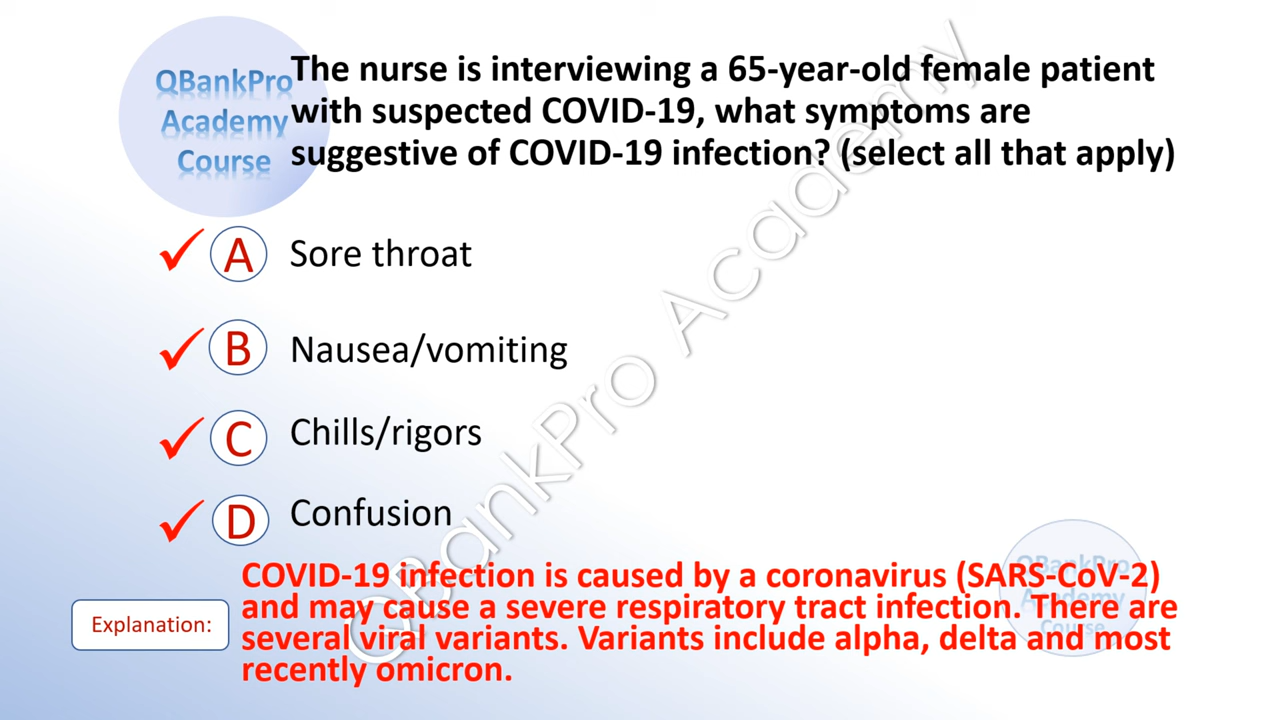 QBankPro
Academy
Course
The nurse is interviewing a 65-year-old female patient
with suspected COVID-19, what symptoms are
suggestive of COVID-19 infection? (select all that apply)
A Sore throat
B Nausea/vomiting
C Chills/rigors
D Confusion
QBankPro Academy
Explanation:
COVID-19 infection is caused by a coronavirus (SARS-CoV-2)
and may cause a severe respiratory tract infection. There are
several viral variants. Variants include alpha, delta and most
recently omicron.
QBankPro
Academy
Course